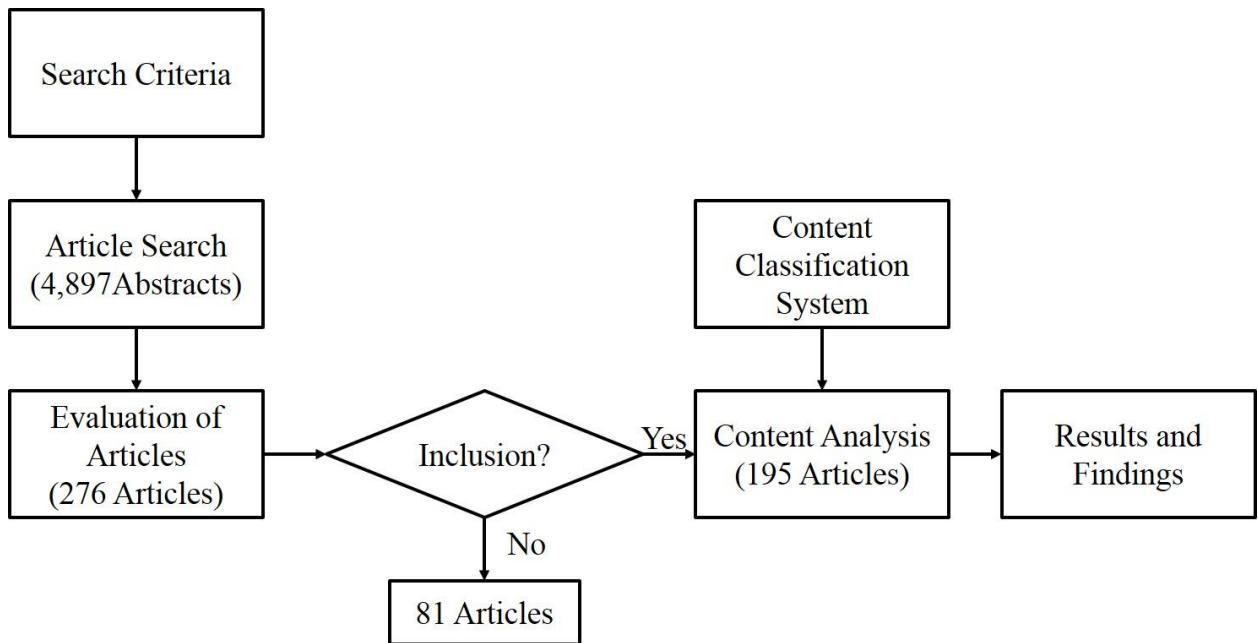 Search Criteria
Article Search
(4,897Abstracts)
Evaluation of
Articles
(276 Articles)
Inclusion?
Yes
No
81 Articles
Content
Classification
System
Content Analysis
(195 Articles)
Results and
Findings